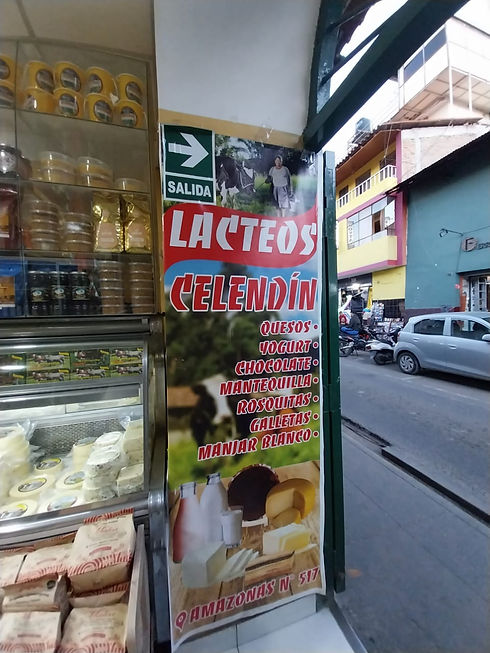 SALIDA
LACTEOS
CELENDÍN
QUESOS •
YOGURT •
CHOCOLATE •
MANTEQUILLA •
ROSQUITAS •
GALLETAS •
MANJAR BLANCO •
AMAZONAS N° 517